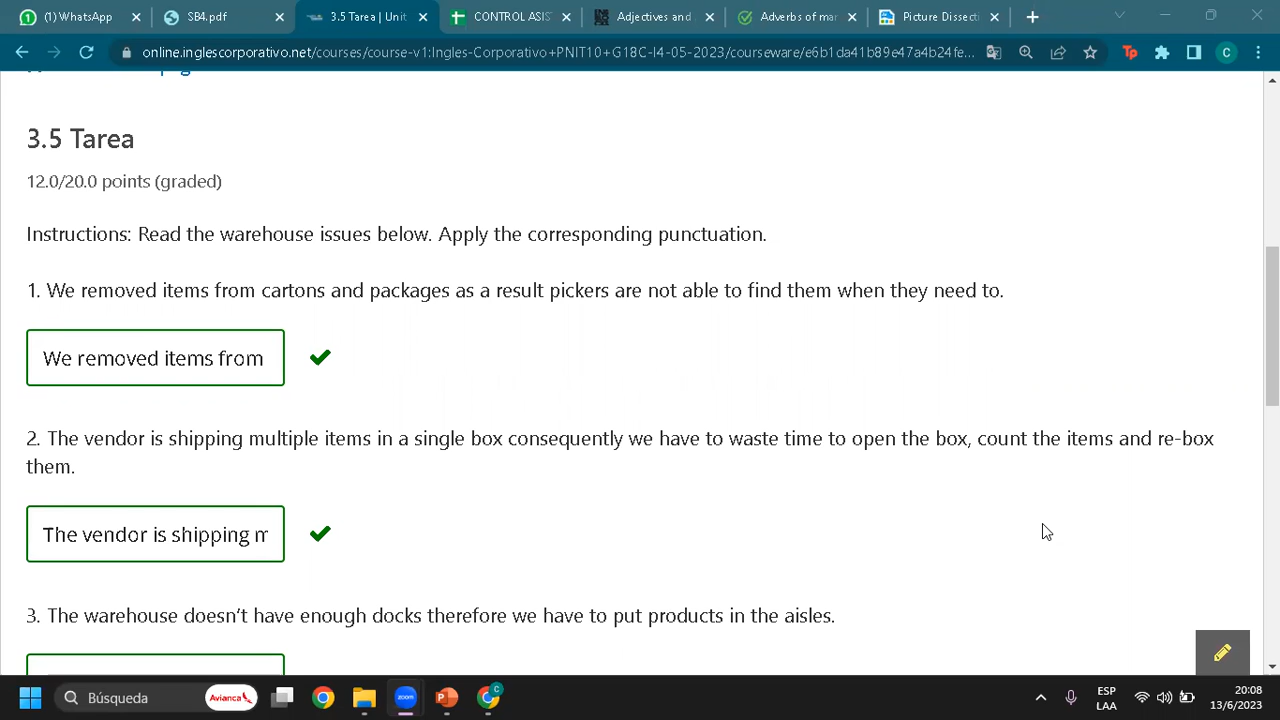 (1) WhatsApp
SB4.pdf
3.5 Tarea | Unit
CONTROL ASIS
Adjectives and
Adverbs of mar
Picture Dissecti
online.inglescorporativo.net/courses/course-v1:Ingles-Corporativo+PNIT10+G18C-I4-05-2023/courseware/e6b1da41b89e47a4b24fe...
Tp
C
3.5 Tarea
12.0/20.0 points (graded)
Instructions: Read the warehouse issues below. Apply the corresponding punctuation.
1. We removed items from cartons and packages as a result pickers are not able to find them when they need to.
We removed items from
2. The vendor is shipping multiple items in a single box consequently we have to waste time to open the box, count the items and re-box
them.
The vendor is shipping m
3. The warehouse doesn't have enough docks therefore we have to put products in the aisles.
Búsqueda
Avianca
zoom
C
ESP
LAA
20:08
13/6/2023